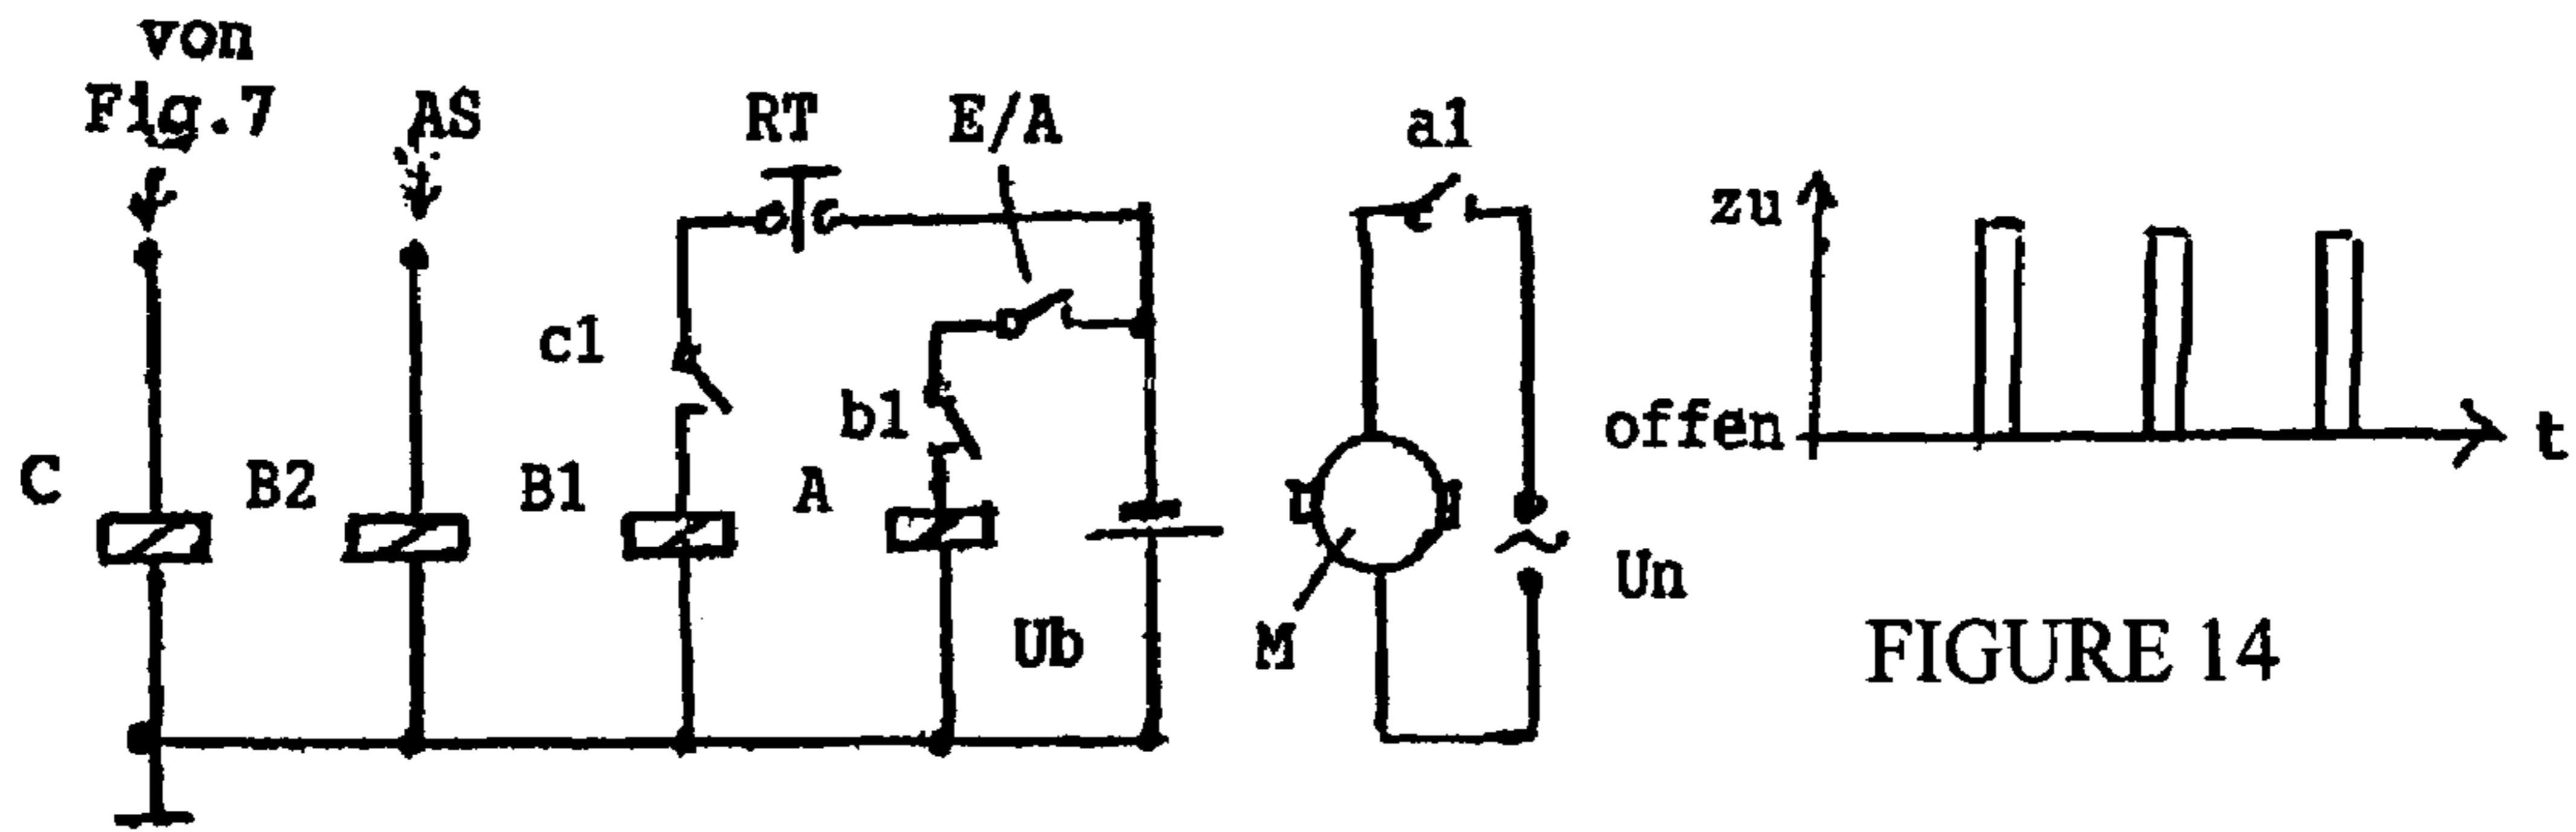 von
Fig.7
AS
RT
E/A
a1
zu
c1
b1
offen
t
C
B2
B1
A
Ub
M
Un
FIGURE 14